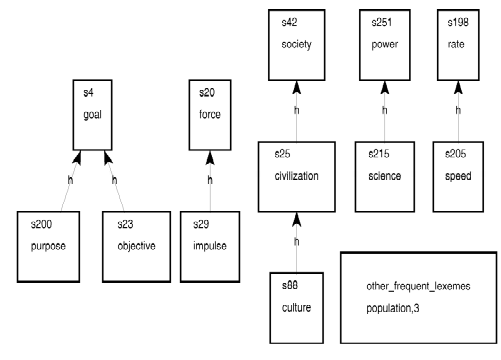 s42
society
s251
power
s198
rate
s4
goal
s20
force
h
h
h
s25
civilization
s215
science
s205
speed
h
h
h
s200
purpose
s23
objective
s29
impulse
h
s88
culture
other_frequent_lexemes
population,3